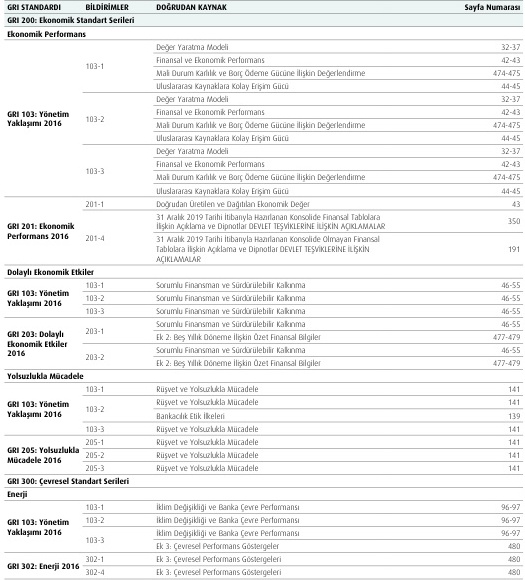 GRI STANDARDI BİLDİRİMLER DOĞRUDAN KAYNAK Sayfa Numarası
GRI 200: Ekonomik Standart Serileri
Ekonomik Performans
GRI 103: Yönetim
Yaklaşımı 2016
103-1
Değer Yaratma Modeli 32-37
Finansal ve Ekonomik Performans 42-43
Mali Durum Karlılık ve Borç Ödeme Gücüne İlişkin Değerlendirme 474-475
Uluslararası Kaynaklara Kolay Erişim Gücü 44-45
103-2
Değer Yaratma Modeli 32-37
Finansal ve Ekonomik Performans 42-43
Mali Durum Karlılık ve Borç Ödeme Gücüne İlişkin Değerlendirme 474-475
Uluslararası Kaynaklara Kolay Erişim Gücü 44-45
103-3
Değer Yaratma Modeli 32-37
Finansal ve Ekonomik Performans 42-43
Mali Durum Karlılık ve Borç Ödeme Gücüne İlişkin Değerlendirme 474-475
Uluslararası Kaynaklara Kolay Erişim Gücü 44-45
GRI 201: Ekonomik
Performans 2016
201-1 Doğrudan Üretilen ve Dağıtılan Ekonomik Değer 43
201-4
31 Aralık 2019 Tarihi İtibarıyla Hazırlanan Konsolide Finansal Tablolara
İlişkin Açıklama ve Dipnotlar DEVLET TEŞVİKLERİNE İLİŞKİN AÇIKLAMALAR 350
31 Aralık 2019 Tarihi İtibarıyla Hazırlanan Konsolide Olmayan Finansal
Tablolara İlişkin Açıklama ve Dipnotlar DEVLET TEŞVİKLERİNE İLİŞKİN
AÇIKLAMALAR 191
Dolaylı Ekonomik Etkiler
GRI 103: Yönetim
Yaklaşımı 2016
103-1 Sorumlu Finansman ve Sürdürülebilir Kalkınma 46-55
103-2 Sorumlu Finansman ve Sürdürülebilir Kalkınma 46-55
103-3 Sorumlu Finansman ve Sürdürülebilir Kalkınma 46-55
GRI 203: Dolaylı
Ekonomik Etkiler
2016
203-1
Sorumlu Finansman ve Sürdürülebilir Kalkınma 46-55
Ek 2: Beş Yıllık Döneme İlişkin Özet Finansal Bilgiler 477-479
203-2
Sorumlu Finansman ve Sürdürülebilir Kalkınma 46-55
Ek 2: Beş Yıllık Döneme İlişkin Özet Finansal Bilgiler 477-479
Yolsuzlukla Mücadele
GRI 103: Yönetim
Yaklaşımı 2016
103-1 Rüşvet ve Yolsuzlukla Mücadele 141
103-2
Rüşvet ve Yolsuzlukla Mücadele 141
Bankacılık Etik İlkeleri 139
103-3 Rüşvet ve Yolsuzlukla Mücadele 141
GRI 205: Yolsuzlukla
Mücadele 2016
205-1 Rüşvet ve Yolsuzlukla Mücadele 141
205-2 Rüşvet ve Yolsuzlukla Mücadele 141
205-3 Rüşvet ve Yolsuzlukla Mücadele 141
GRI 300: Çevresel Standart Serileri
Enerji
GRI 103: Yönetim
Yaklaşımı 2016
103-1 İklim Değişikliği ve Banka Çevre Performansı 96-97
103-2 İklim Değişikliği ve Banka Çevre Performansı 96-97
103-3
İklim Değişikliği ve Banka Çevre Performansı 96-97
Ek 3: Çevresel Performans Göstergeler 480
GRI 302: Enerji 2016
302-1 Ek 3: Çevresel Performans Göstergeleri 480
302-4 Ek 3: Çevresel Performans Göstergeleri 480